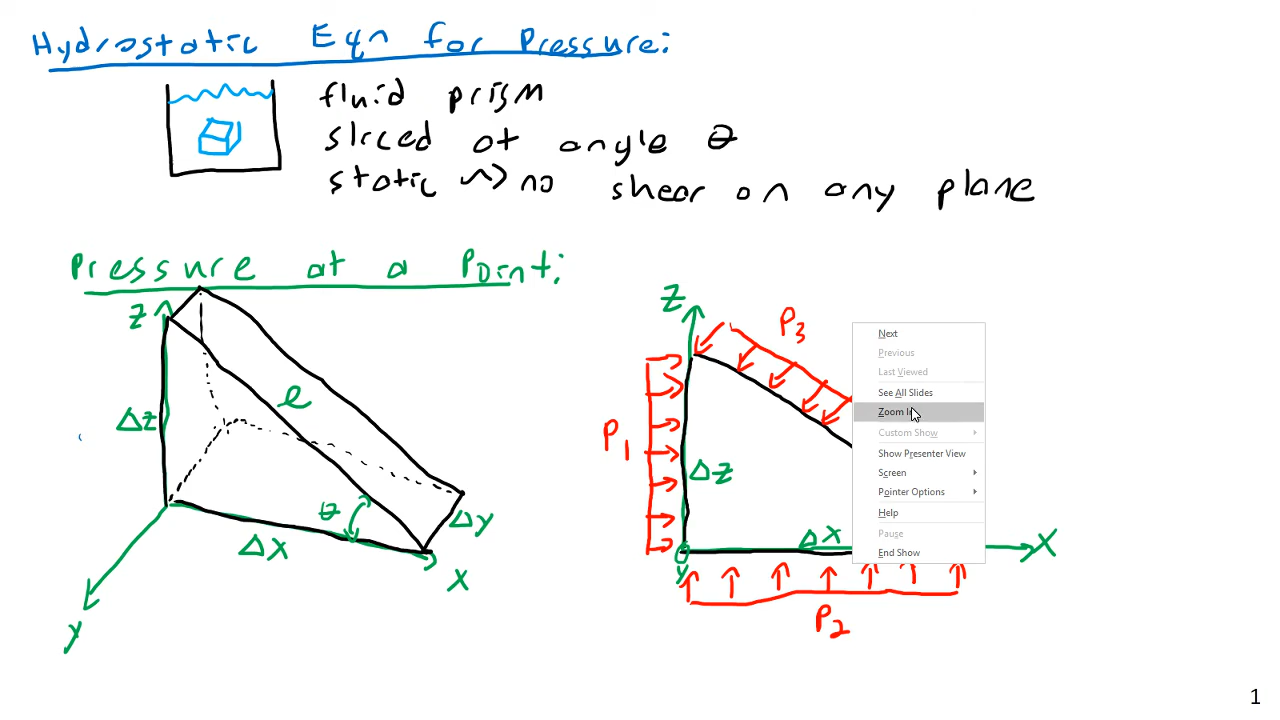 Hydrostatic Eqn for Pressure:
fluid prism
sliced at angle θ
static ~> no shear on any plane
Pressure at a Point:
Z
Δz
l
θ
Δx
Δy
x
y
Z
P3
P1
Δz
Δx
X
y
P2
Next
Previous
Last Viewed
See All Slides
Zoom In
Custom Show
Show Presenter View
Screen
Pointer Options
Help
Pause
End Show
1